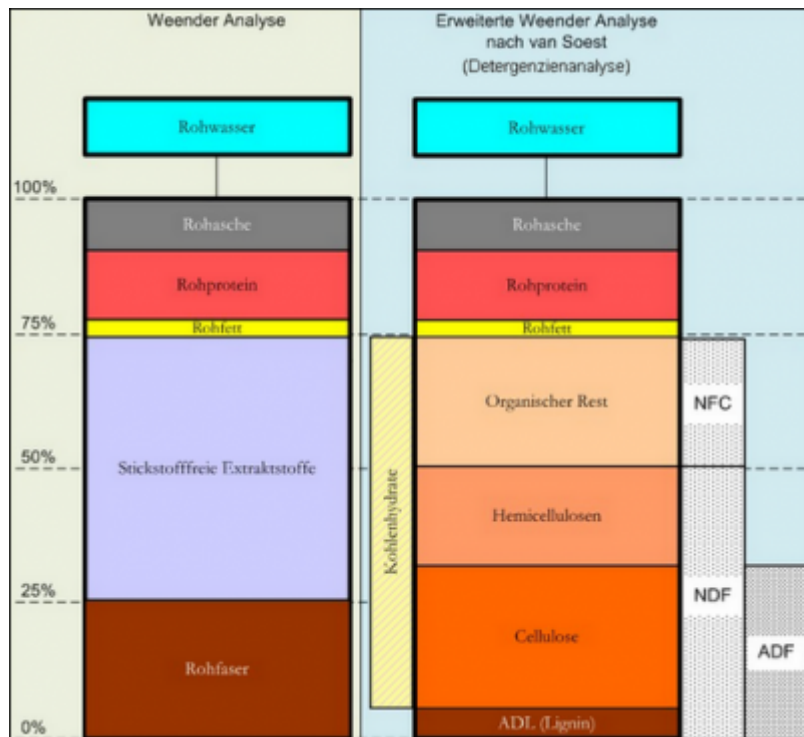 Weender Analyse
Erweiterte Weender Analyse
nach van Soest
(Detergenzienanalyse)
Rohwasser
Rohwasser
100%
Rohasche
Rohasche
Rohprotein
Rohprotein
75%
Rohfett
Rohfett
Organischer Rest
NFC
50%
Stickstofffreie Extraktstoffe
Hemicellulosen
Kohlenhydrate
25%
NDF
Rohfaser
Cellulose
ADF
0%
ADL (Lignin)